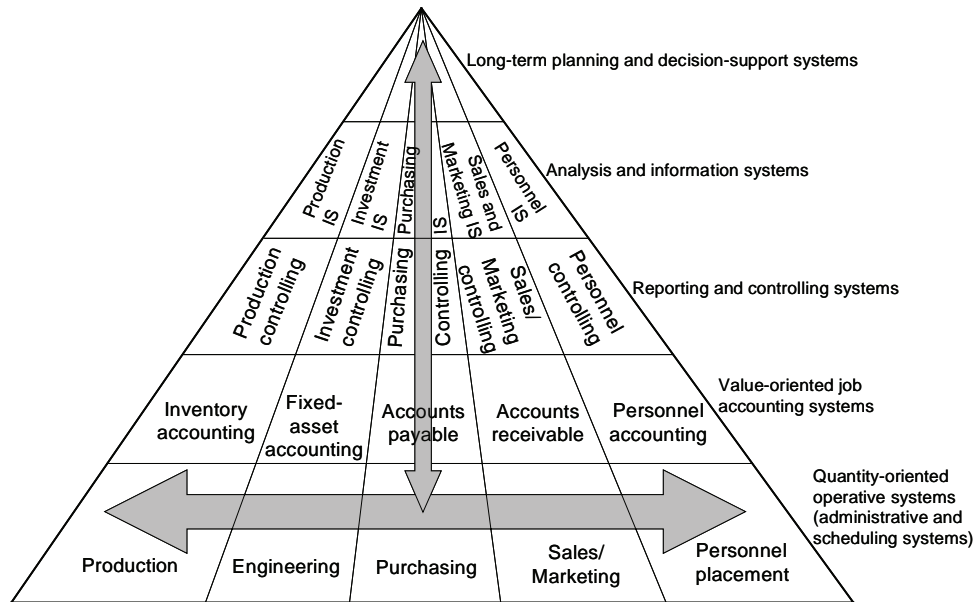 Long-term planning and decision-support systems
Production
IS
Investment
IS
Purchasing
IS
Sales and
Marketing IS
Personnel
IS
Analysis and information systems
Production
controlling
Investment
controlling
Purchasing
Controlling
Sales/
Marketing
controlling
Personnel
controlling
Reporting and controlling systems
Inventory
accounting
Fixed-
asset
accounting
Accounts
payable
Accounts
receivable
Personnel
accounting
Value-oriented job
accounting systems
Quantity-oriented
operative systems
(administrative and
scheduling systems)
Production
Engineering
Purchasing
Sales/
Marketing
Personnel
placement